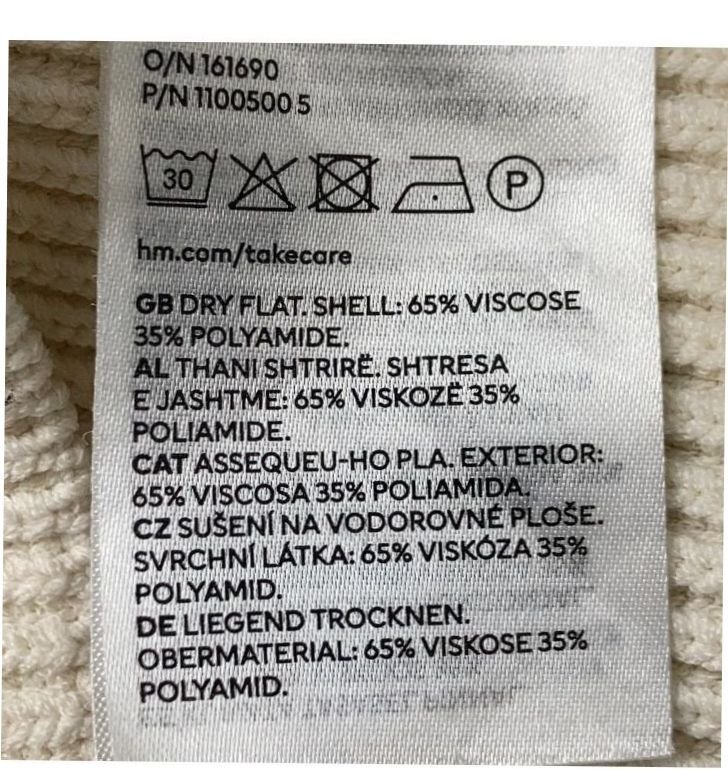 O/N 161690
P/N 1100500 5
30 P
hm.com/takecare
GB DRY FLAT. SHELL: 65% VISCOSE
35% POLYAMIDE.
AL THANI SHTRIRË. SHTRESA
E JASHTME: 65% VISKOZË 35%
POLIAMIDE.
CAT ASSEQUEU-HO PLA. EXTERIOR:
65% VISCOSA 35% POLIAMIDA.
CZ SUŠENÍ NA VODOROVNÉ PLOŠE.
SVRCHNÍ LÁTKA: 65% VISKÓZA 35%
POLYAMID.
DE LIEGEND TROCKNEN.
OBERMATERIAL: 65% VISKOSE 35%
POLYAMID.